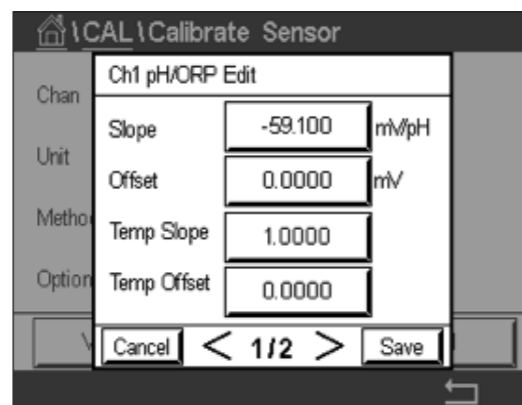 \CAL\Calibrate Sensor
Ch1 pH/ORP Edit
Chan
Slope -59.100 mV/pH
Unit
Offset 0.0000 mV
Temp Slope 1.0000
Temp Offset 0.0000
Option
Cancel < 1/2 > Save